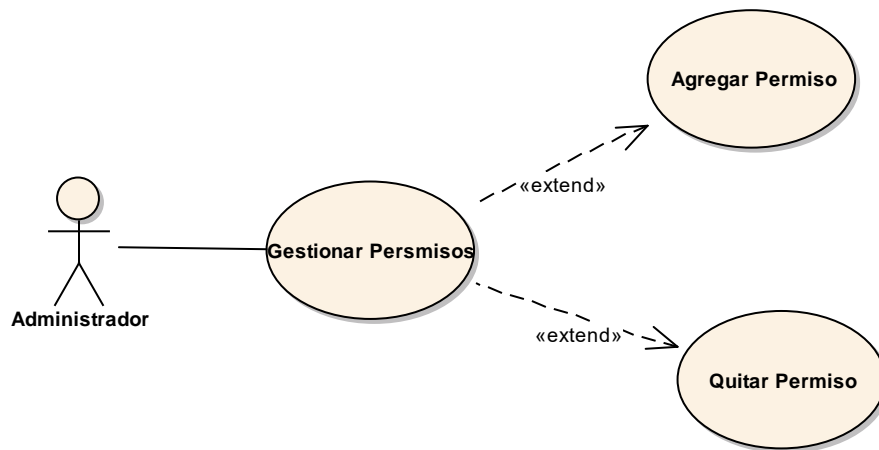 Agregar Permiso
«extend»
Gestionar Persmisos
Administrador
«extend»
Quitar Permiso